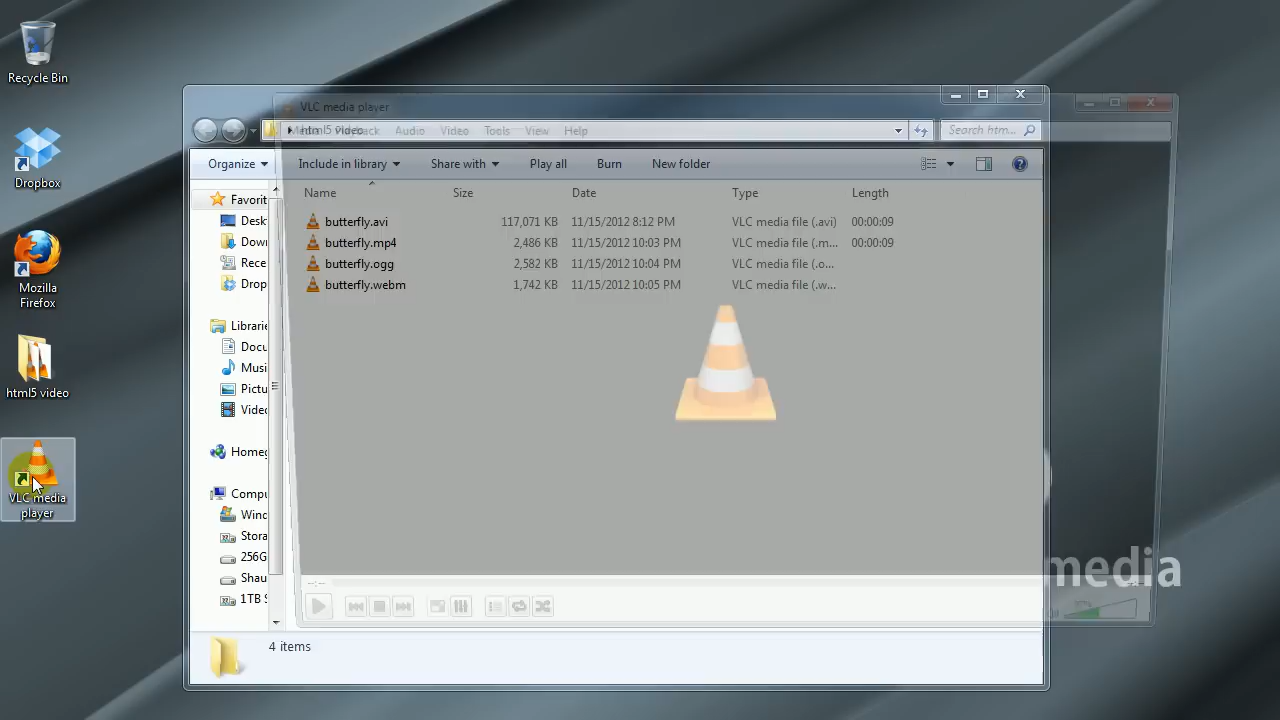 Recycle Bin
Dropbox
Mozilla
Firefox
html5 video
VLC media
player
VLC media player
html5 video
Playback Audio Video Tools View Help
Search htm...
Organize Include in library Share with Play all Burn New folder
Name Size Date Type Length
butterfly.avi 117,071 KB 11/15/2012 8:12 PM VLC media file (.avi) 00:00:09
butterfly.mp4 2,486 KB 11/15/2012 10:03 PM VLC media file (.m... 00:00:09
butterfly.ogg 2,582 KB 11/15/2012 10:04 PM VLC media file (.o...
butterfly.webm 1,742 KB 11/15/2012 10:05 PM VLC media file (.w...
Favorit
Desk
Down
Rece
Drop
Librarie
Docu
Musi
Pictu
Video
Homeg
Compu
Wind
Stora
256G
Shau
1TB S
--:--
4 items
media